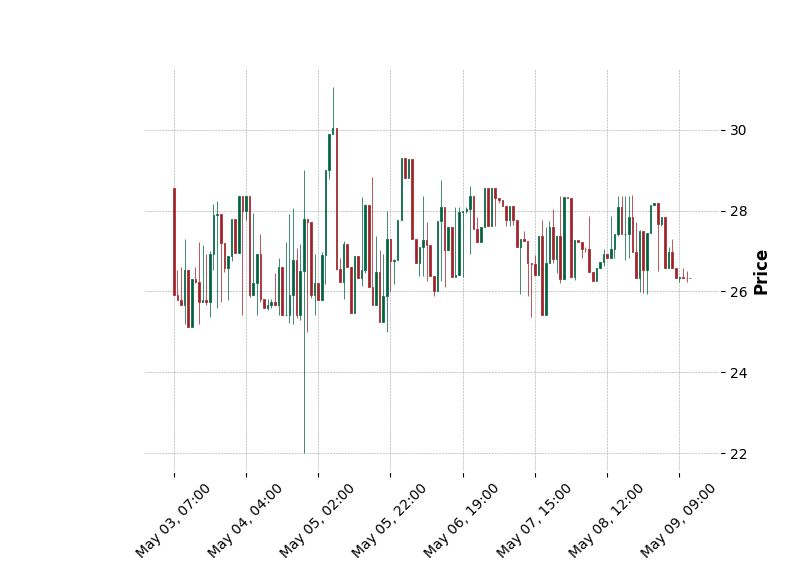 30
28
26
24
22
Price
May 03, 07:00
May 04, 04:00
May 05, 02:00
May 05, 22:00
May 06, 19:00
May 07, 15:00
May 08, 12:00
May 09, 09:00